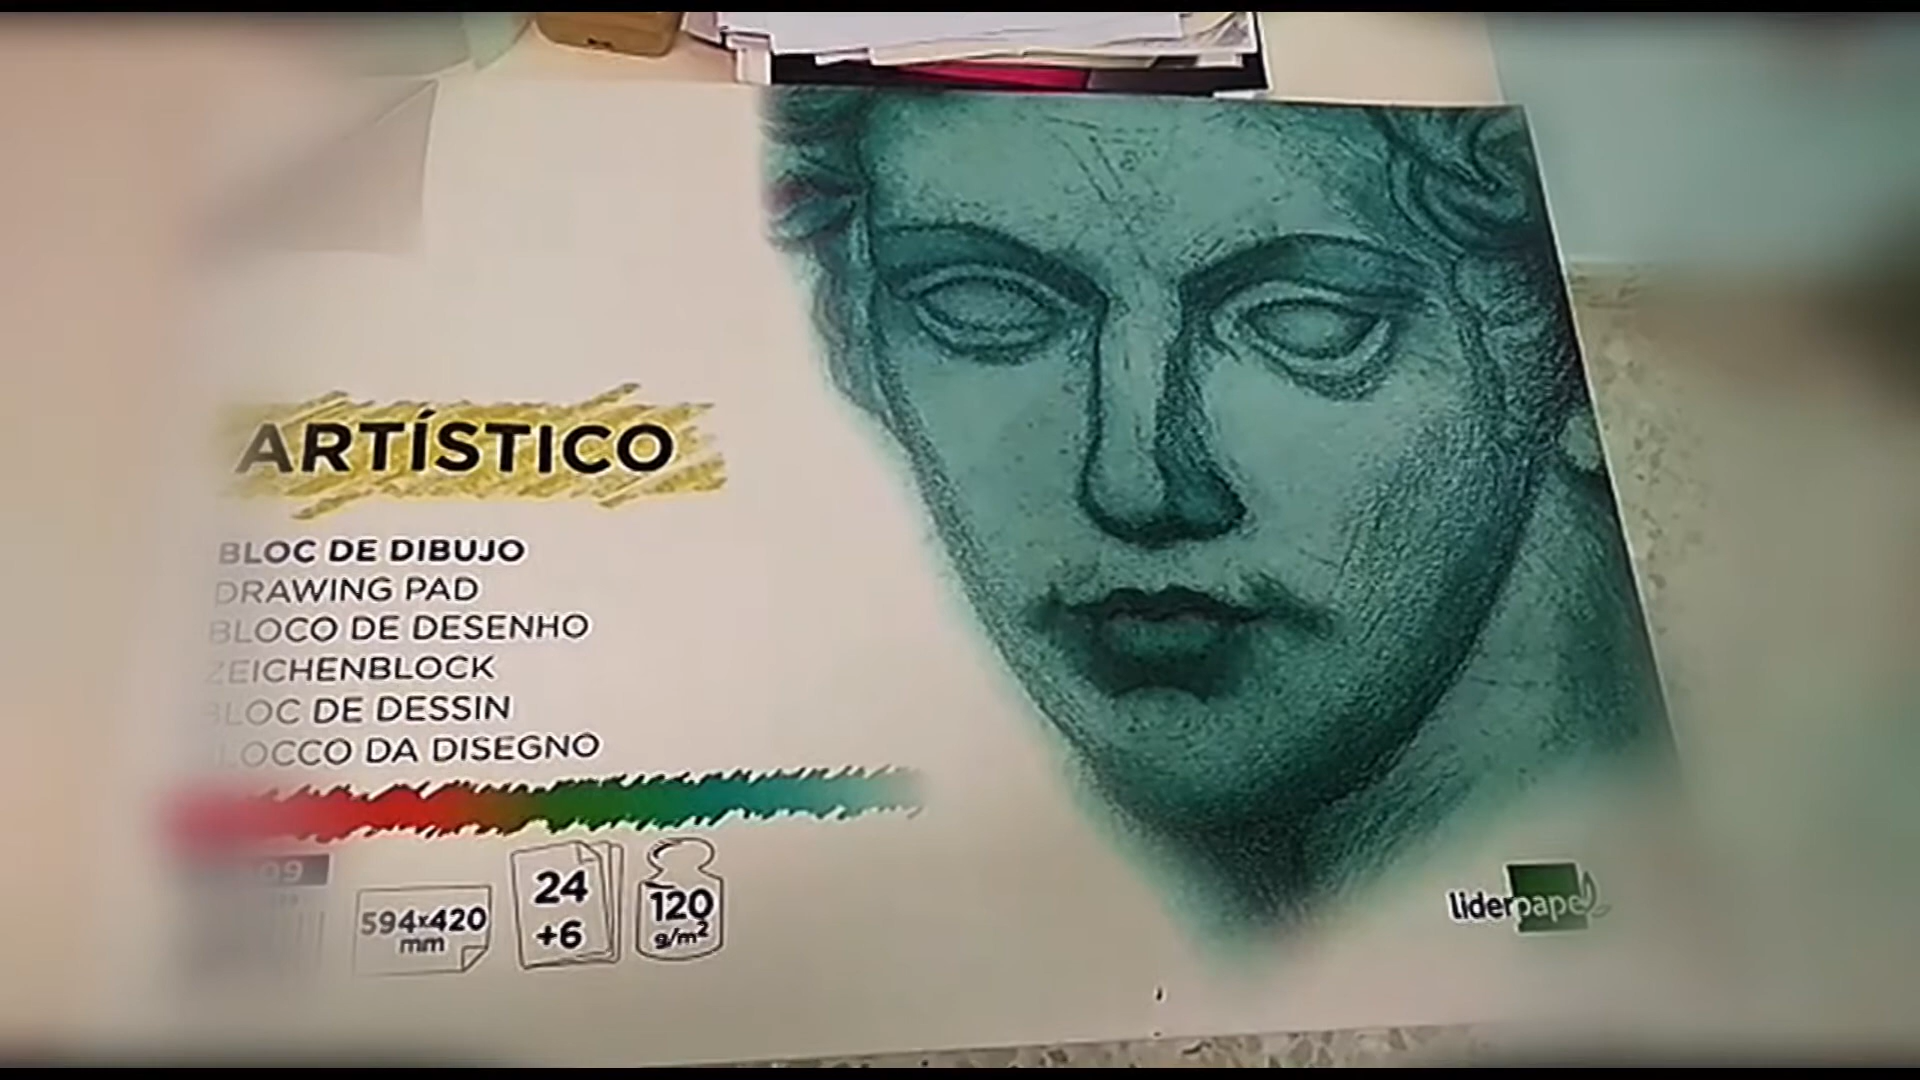 ARTÍSTICO
BLOC DE DIBUJO
DRAWING PAD
BLOCO DE DESENHO
ZEICHENBLOCK
BLOC DE DESSIN
BLOCCO DA DISEGNO
594x420
mm
24
+6
120
g/m²
liderpapel